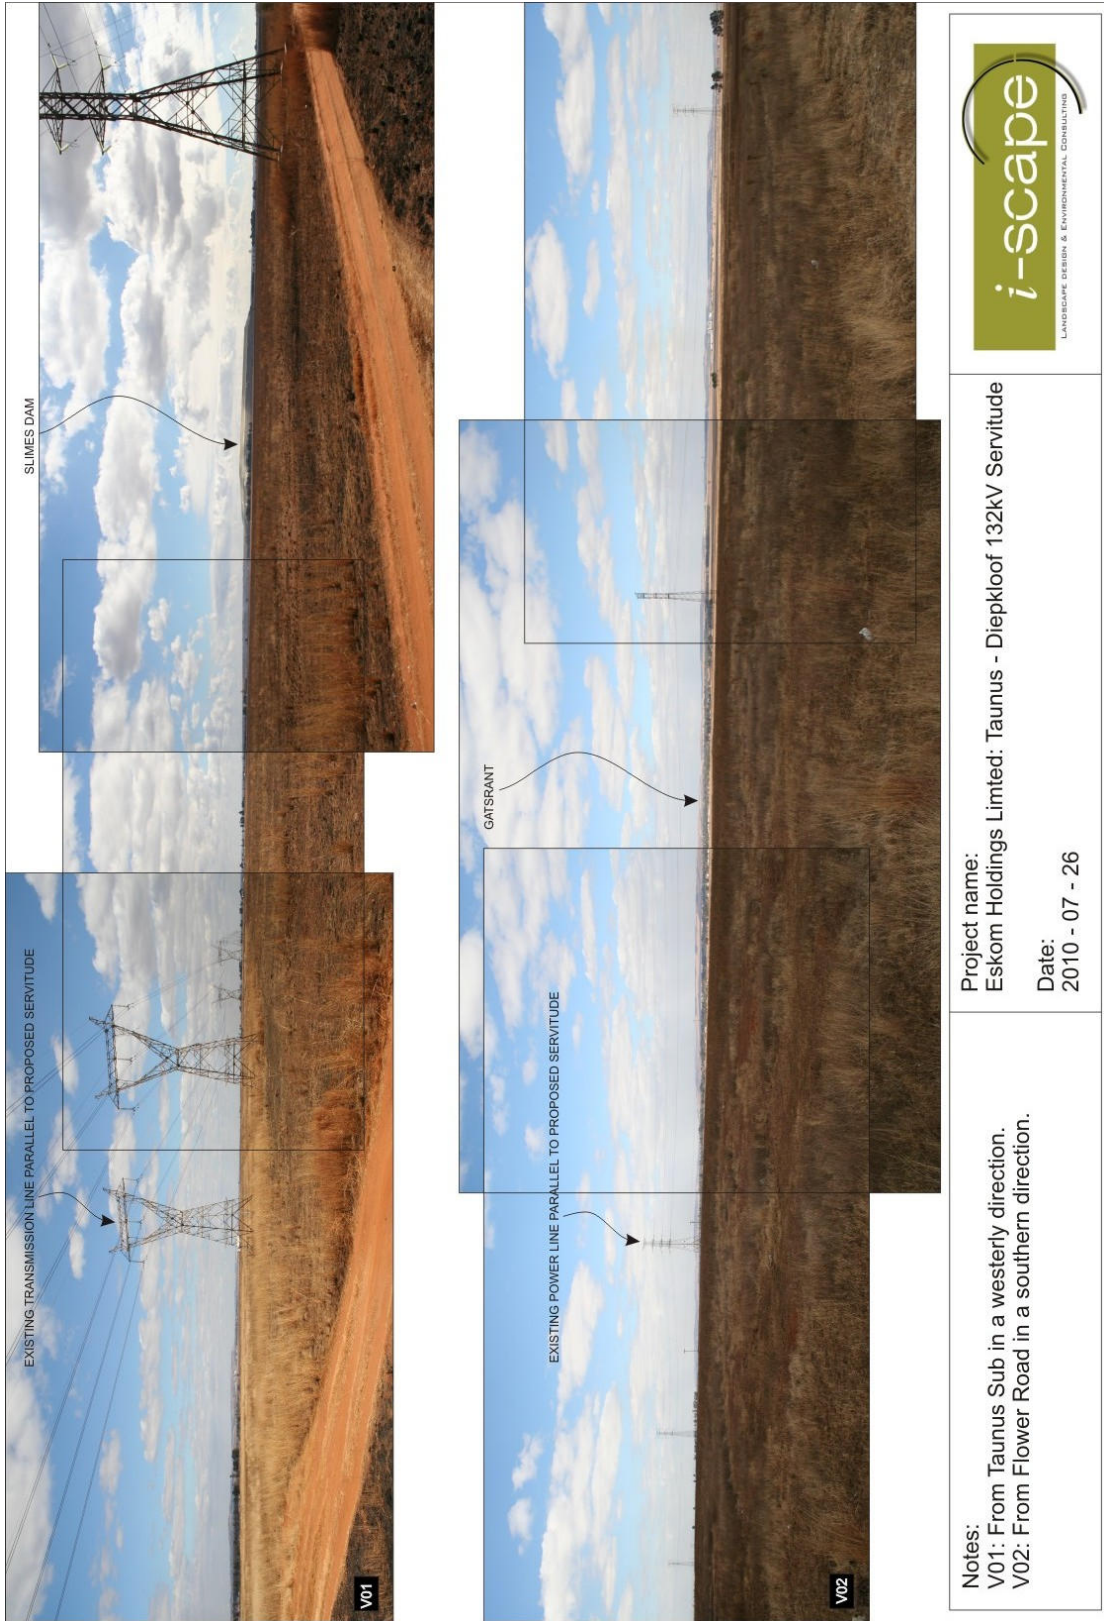 EXISTING TRANSMISSION LINE PARALLEL TO PROPOSED SERVITUDE
SLIMES DAM
V01
EXISTING POWER LINE PARALLEL TO PROPOSED SERVITUDE
GATSRANT
V02
Notes:
V01: From Taunus Sub in a westerly direction.
V02: From Flower Road in a southern direction.
Project name:
Eskom Holdings Limted: Taunus - Diepkloof 132kV Servitude
Date:
2010 - 07 - 26
i-scape
LANDSCAPE DESIGN & ENVIRONMENTAL CONSULTING